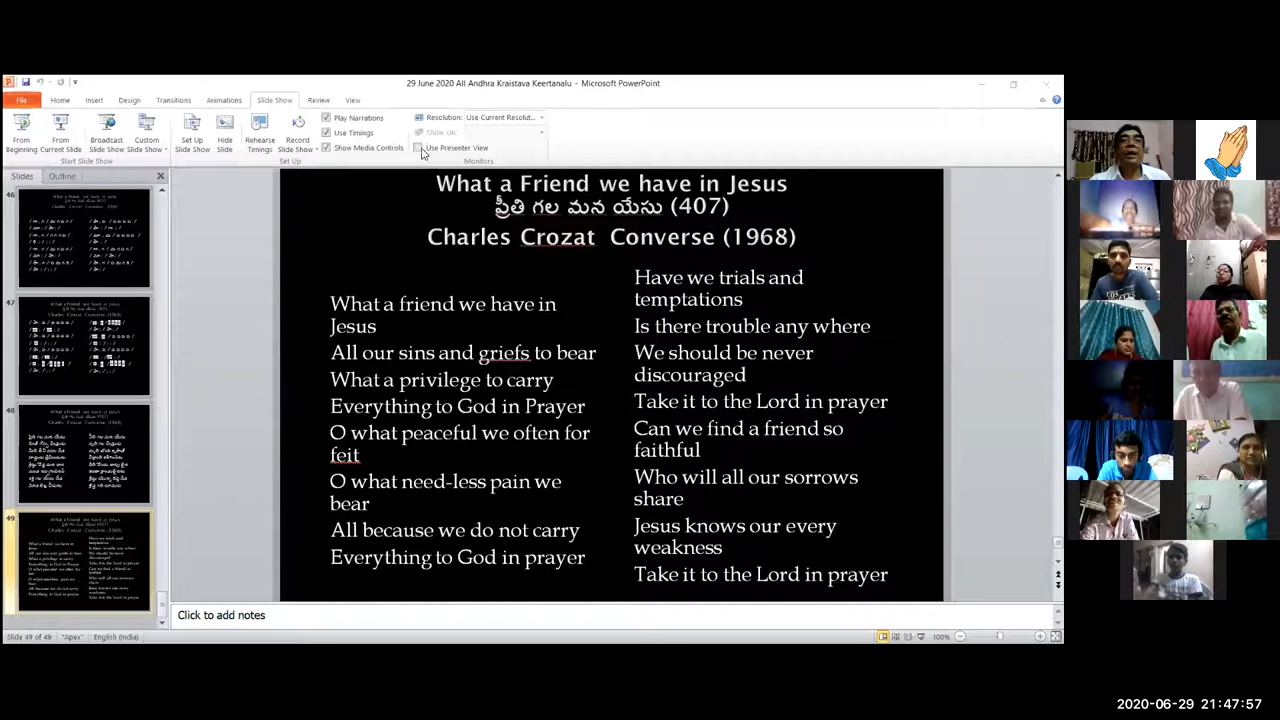 29 June 2020 All Andhra Kraistava Keertanalu - Microsoft PowerPoint
File Home Insert Design Transitions Animations Slide Show Review View
From Beginning
From Current Slide
Broadcast Slide Show
Custom Slide Show
Start Slide Show
Set Up Slide Show
Hide Slide
Rehearse Timings
Record Slide Show
Play Narrations
Use Timings
Show Media Controls
Set Up
Resolution: Use Current Resolut...
Show On:
Use Presenter View
Monitors
Slides Outline
46
47
48
49
What a Friend we have in Jesus
ప్రీతి గల మన యేసు (407)
Charles Crozat Converse (1968)
What a friend we have in
Jesus
All our sins and griefs to bear
What a privilege to carry
Everything to God in Prayer
O what peaceful we often for
feit
O what need-less pain we
bear
All because we do not carry
Everything to God in prayer
Have we trials and
temptations
Is there trouble any where
We should be never
discouraged
Take it to the Lord in prayer
Can we find a friend so
faithful
Who will all our sorrows
share
Jesus knows our every
weakness
Take it to the Lord in prayer
Click to add notes
Slide 49 of 49 "Apex" English (India) 100%
2020-06-29 21:47:57